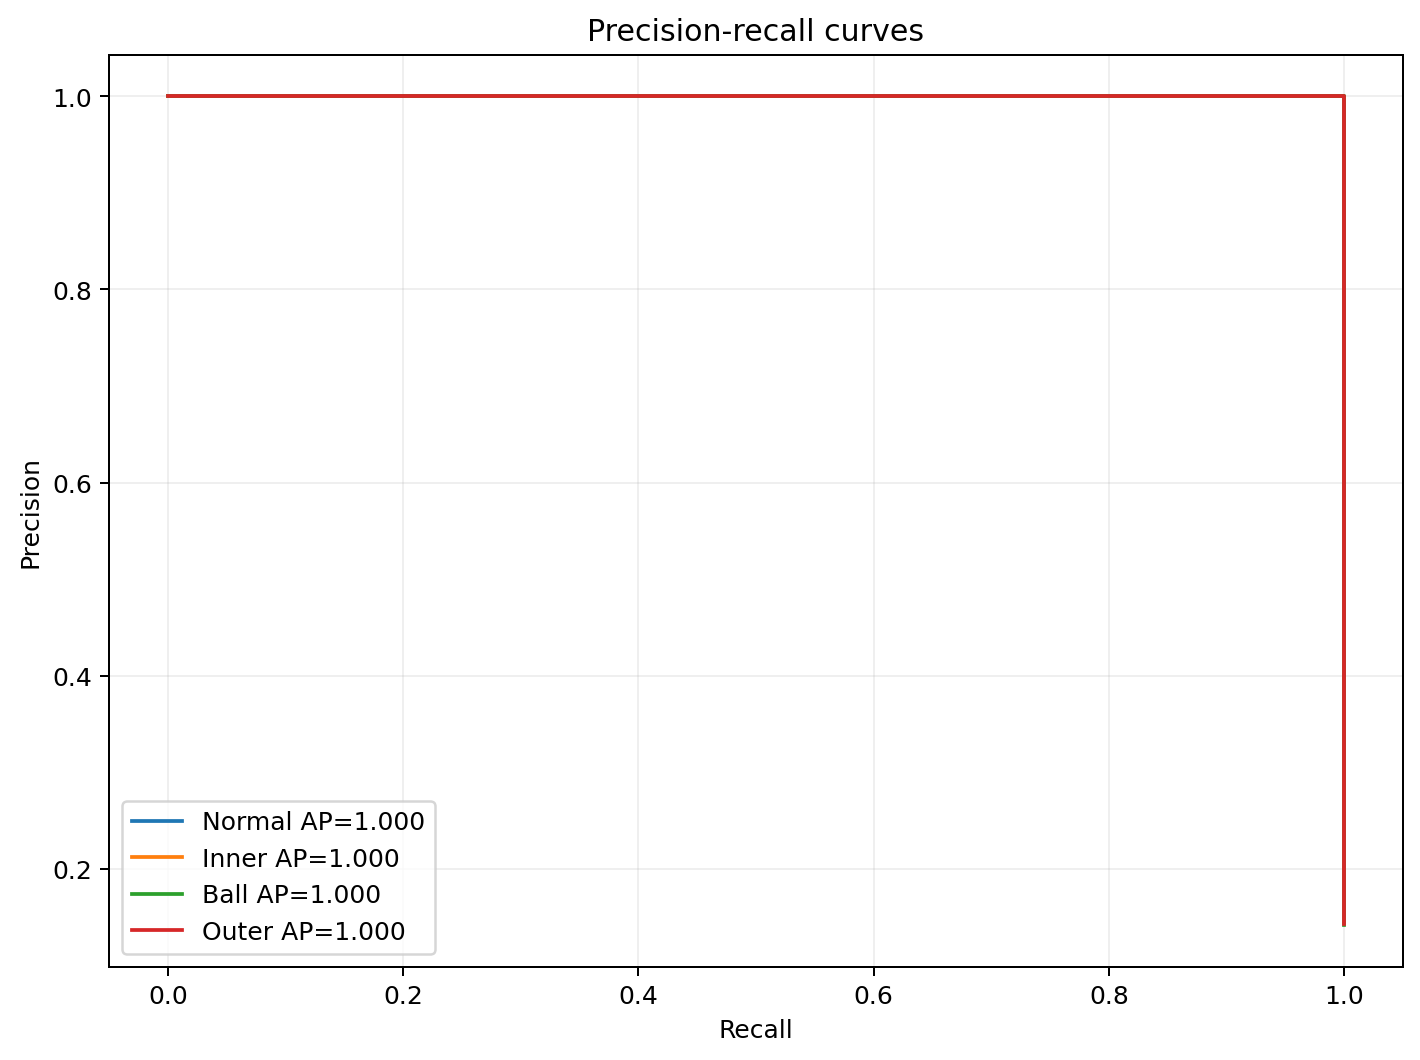 Precision-recall curves
1.0
0.8
0.6
0.4
0.2
Precision
Normal AP=1.000
Inner AP=1.000
Ball AP=1.000
Outer AP=1.000
0.0 0.2 0.4 0.6 0.8 1.0
Recall